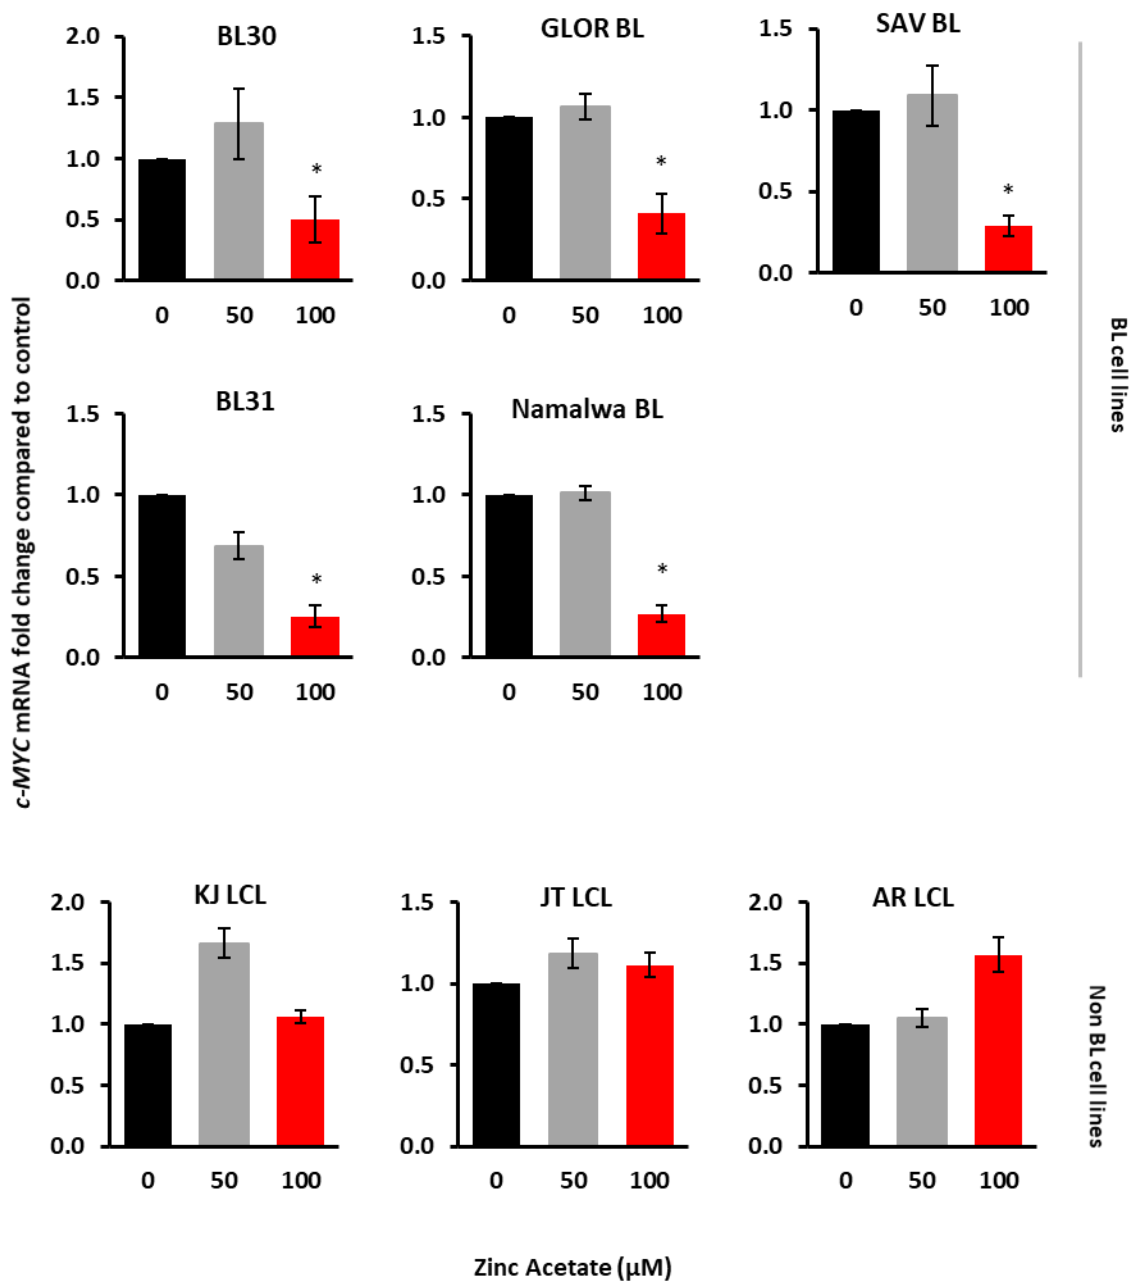 BL30
2.0
1.5
1.0
0.5
0.0
*
0 50 100
GLOR BL
1.5
1.0
0.5
0.0
*
0 50 100
SAV BL
1.5
1.0
0.5
0.0
*
0 50 100
BL31
1.5
1.0
0.5
0.0
*
0 50 100
Namalwa BL
1.5
1.0
0.5
0.0
*
0 50 100
BL cell lines
c-MYC mRNA fold change compared to control
KJ LCL
2.0
1.5
1.0
0.5
0.0
0 50 100
JT LCL
1.5
1.0
0.5
0.0
0 50 100
AR LCL
2.0
1.5
1.0
0.5
0.0
0 50 100
Non BL cell lines
Zinc Acetate (µM)